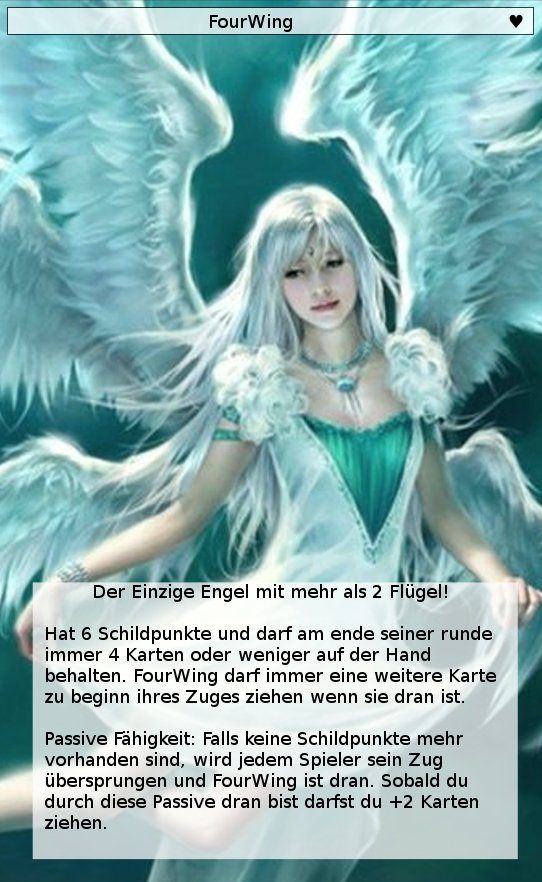 FourWing ♥
Der Einzige Engel mit mehr als 2 Flügel!
Hat 6 Schildpunkte und darf am ende seiner runde
immer 4 Karten oder weniger auf der Hand
behalten. FourWing darf immer eine weitere Karte
zu beginn ihres Zuges ziehen wenn sie dran ist.
Passive Fähigkeit: Falls keine Schildpunkte mehr
vorhanden sind, wird jedem Spieler sein Zug
übersprungen und FourWing ist dran. Sobald du
durch diese Passive dran bist darfst du +2 Karten
ziehen.